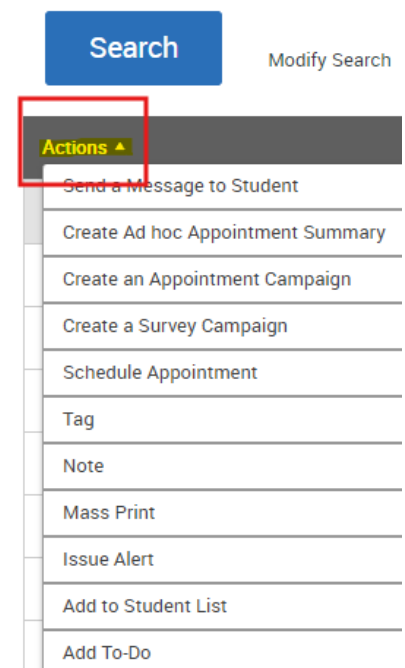 Search
Modify Search
Actions ▲
Send a Message to Student
Create Ad hoc Appointment Summary
Create an Appointment Campaign
Create a Survey Campaign
Schedule Appointment
Tag
Note
Mass Print
Issue Alert
Add to Student List
Add To-Do